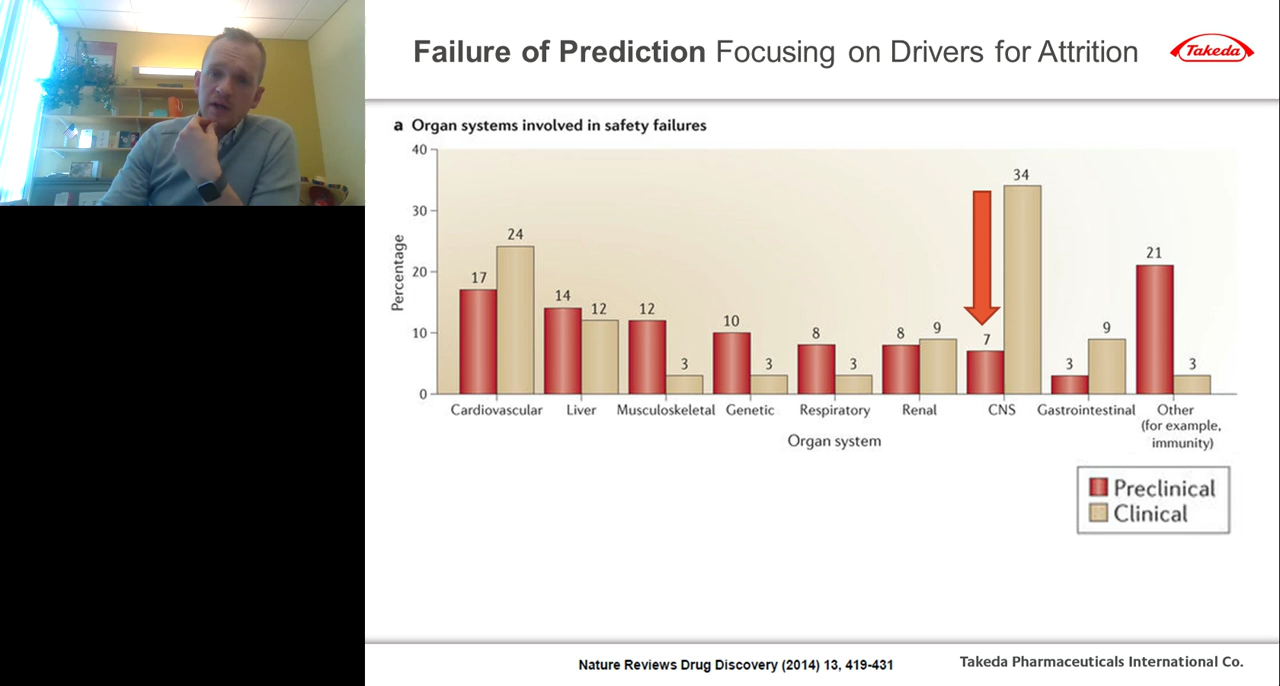 Failure of Prediction Focusing on Drivers for Attrition
Takeda
a Organ systems involved in safety failures
Percentage
40
30
20
10
0
17
24
14
12
12
3
10
3
8
3
8
9
7
34
3
9
21
3
Cardiovascular
Liver
Musculoskeletal
Genetic
Respiratory
Renal
CNS
Gastrointestinal
Other
(for example,
immunity)
Organ system
Preclinical
Clinical
Nature Reviews Drug Discovery (2014) 13, 419-431
Takeda Pharmaceuticals International Co.